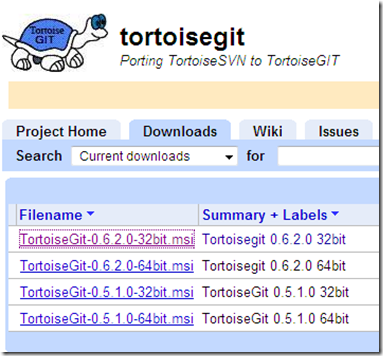 Tortoise
GIT
tortoisegit
Porting TortoiseSVN to TortoiseGIT
Project Home Downloads Wiki Issues
Search Current downloads for
Filename Summary + Labels
TortoiseGit-0.6.2.0-32bit.msi Tortoisegit 0.6.2.0 32bit
TortoiseGit-0.6.2.0-64bit.msi Tortoisegit 0.6.2.0 64bit
TortoiseGit-0.5.1.0-32bit.msi TortoiseGit 0.5.1.0 32bit
TortoiseGit-0.5.1.0-64bit.msi TortoiseGit 0.5.1.0 64bit